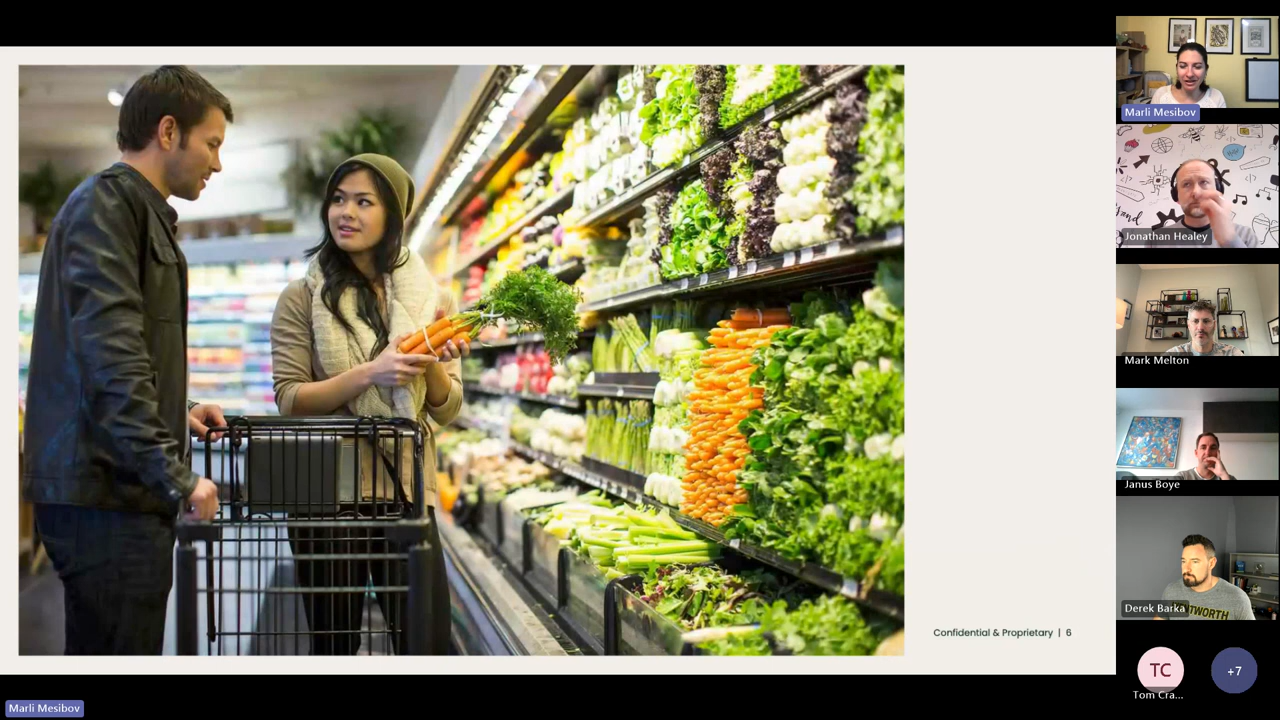 Confidential & Proprietary | 6
Marli Mesibov
Marli Mesibov
Jonathan Healey
Mark Melton
Janus Boye
Derek Barka
TWORTH
TC
Tom Cra...
+7